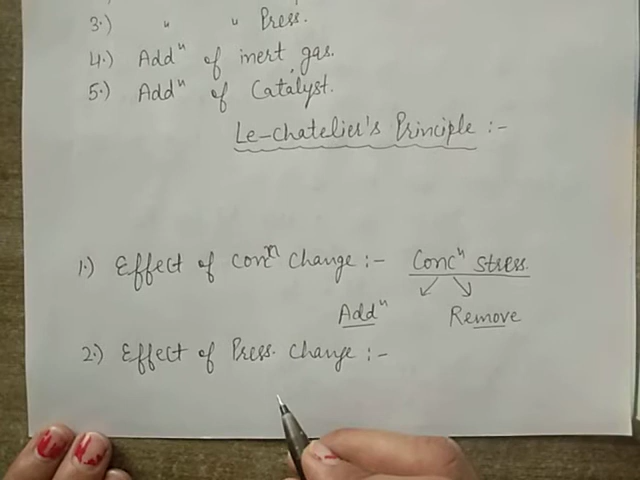 3.) " " Press.
4.) Addⁿ of inert gas.
5.) Addⁿ of Catalyst.
Le-chatelier's Principle :-
1.) Effect of concⁿ Change :- Concⁿ stress.
Addⁿ Remove
2.) Effect of Press. Change :-